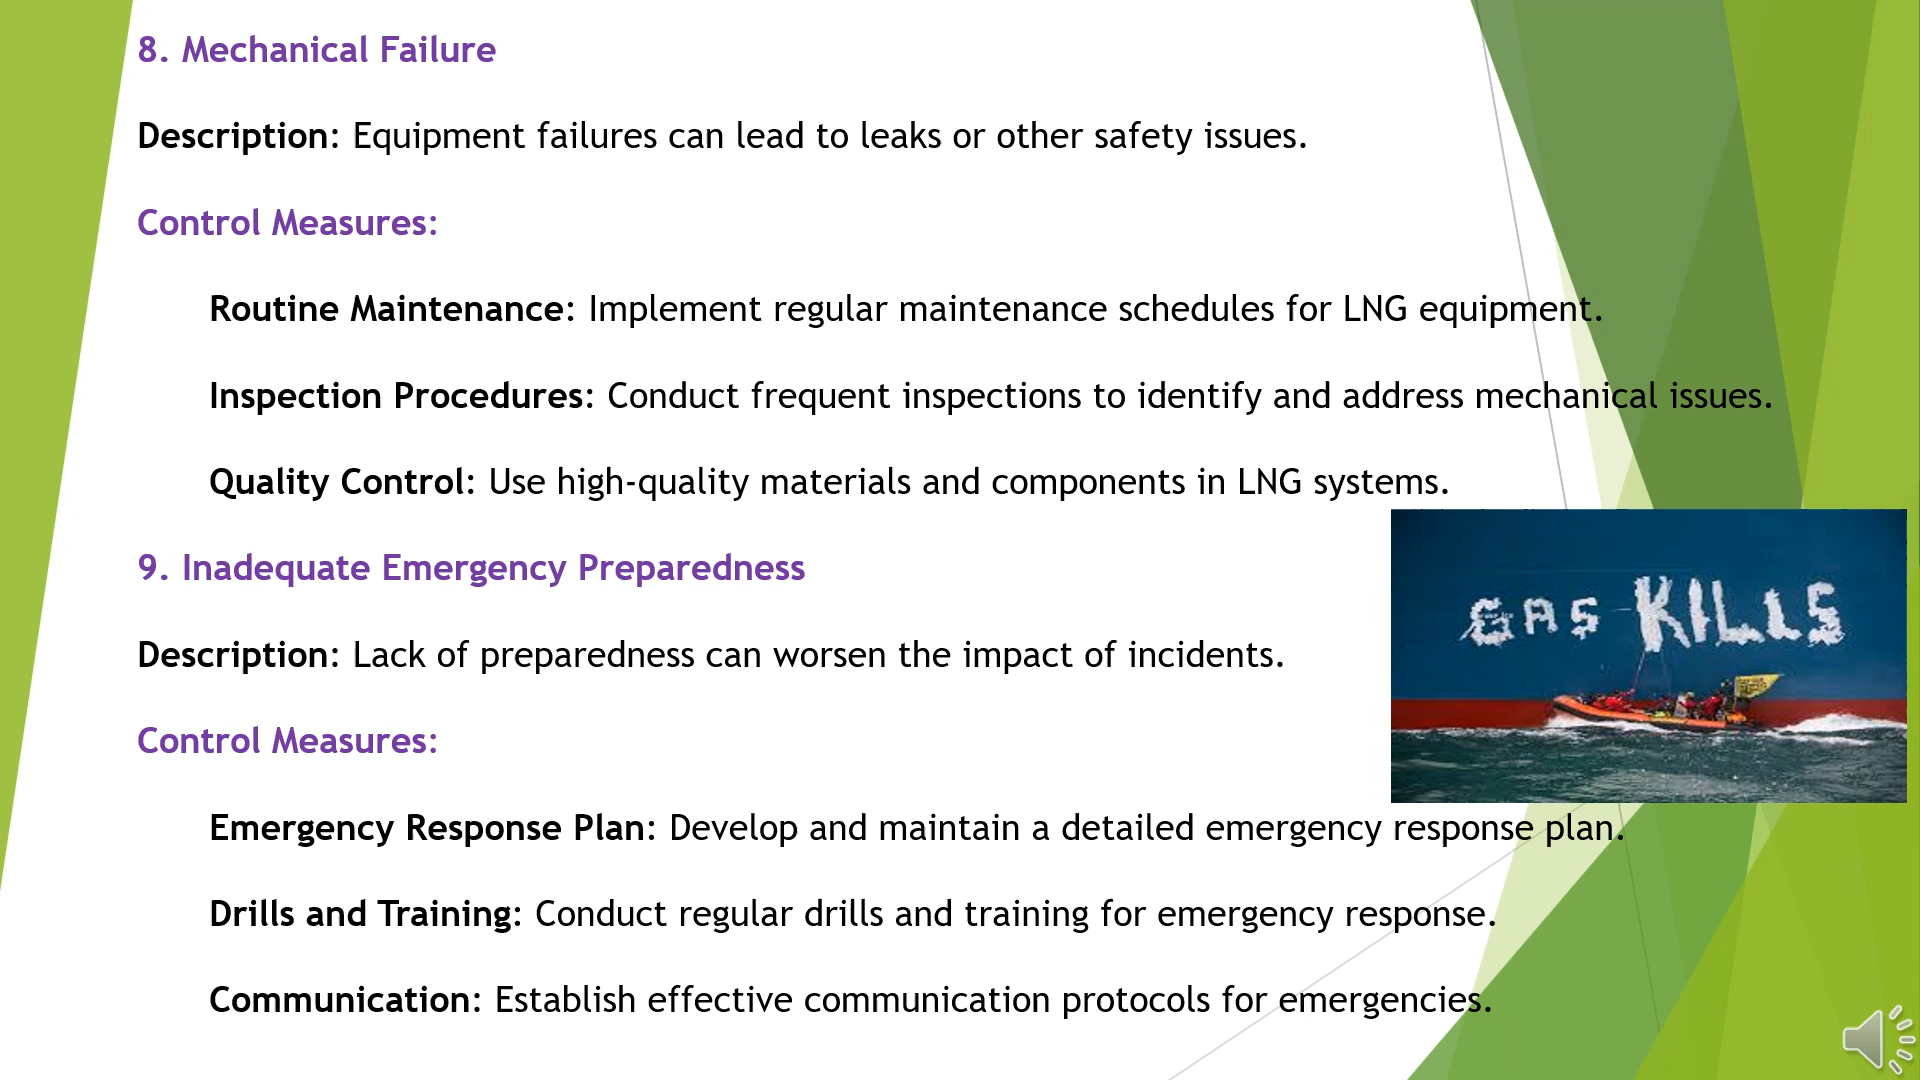 8. Mechanical Failure
Description: Equipment failures can lead to leaks or other safety issues.
Control Measures:
Routine Maintenance: Implement regular maintenance schedules for LNG equipment.
Inspection Procedures: Conduct frequent inspections to identify and address mechanical issues.
Quality Control: Use high-quality materials and components in LNG systems.
9. Inadequate Emergency Preparedness
Description: Lack of preparedness can worsen the impact of incidents.
Control Measures:
Emergency Response Plan: Develop and maintain a detailed emergency response plan.
Drills and Training: Conduct regular drills and training for emergency response.
Communication: Establish effective communication protocols for emergencies.
GAS KILLS